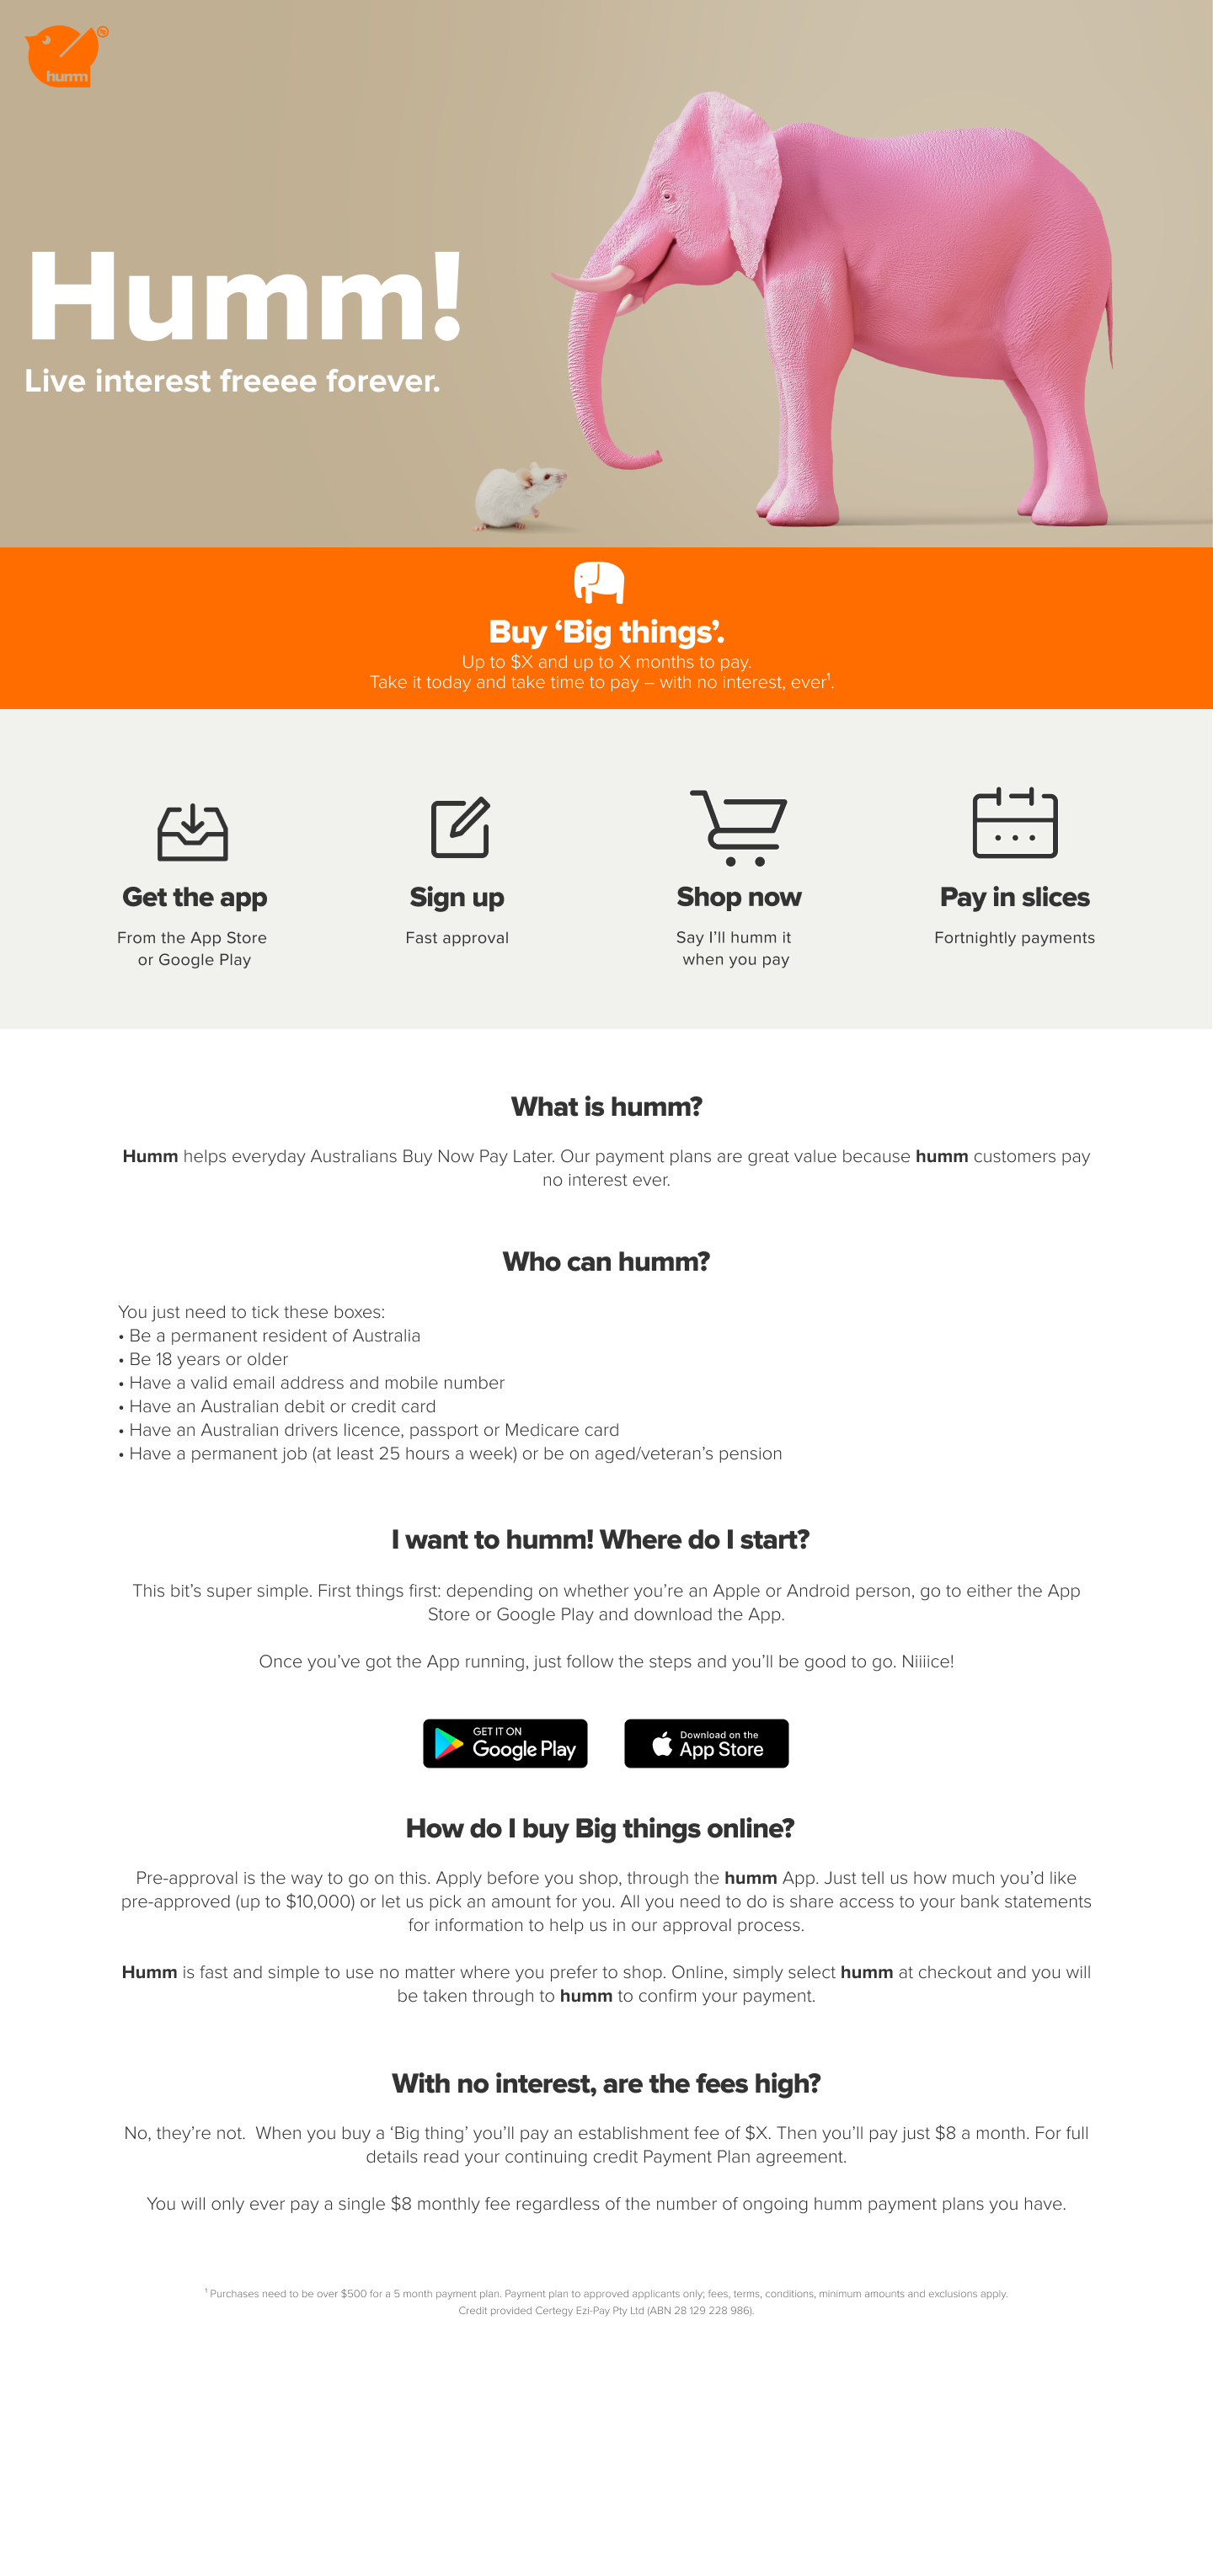 humm
Humm!
Live interest freeee forever.
Buy ‘Big things’.
Up to $X and up to X months to pay.
Take it today and take time to pay – with no interest, ever¹.
Get the app
From the App Store
or Google Play
Sign up
Fast approval
Shop now
Say I’ll humm it
when you pay
Pay in slices
Fortnightly payments
What is humm?
Humm helps everyday Australians Buy Now Pay Later. Our payment plans are great value because humm customers pay
no interest ever.
Who can humm?
You just need to tick these boxes:
• Be a permanent resident of Australia
• Be 18 years or older
• Have a valid email address and mobile number
• Have an Australian debit or credit card
• Have an Australian drivers licence, passport or Medicare card
• Have a permanent job (at least 25 hours a week) or be on aged/veteran’s pension
I want to humm! Where do I start?
This bit’s super simple. First things first: depending on whether you’re an Apple or Android person, go to either the App
Store or Google Play and download the App.
Once you’ve got the App running, just follow the steps and you’ll be good to go. Niiiice!
GET IT ON
Google Play
Download on the
App Store
How do I buy Big things online?
Pre-approval is the way to go on this. Apply before you shop, through the humm App. Just tell us how much you’d like
pre-approved (up to $10,000) or let us pick an amount for you. All you need to do is share access to your bank statements
for information to help us in our approval process.
Humm is fast and simple to use no matter where you prefer to shop. Online, simply select humm at checkout and you will
be taken through to humm to confirm your payment.
With no interest, are the fees high?
No, they’re not.  When you buy a ‘Big thing’ you’ll pay an establishment fee of $X. Then you’ll pay just $8 a month. For full
details read your continuing credit Payment Plan agreement.
You will only ever pay a single $8 monthly fee regardless of the number of ongoing humm payment plans you have.
¹ Purchases need to be over $500 for a 5 month payment plan. Payment plan to approved applicants only; fees, terms, conditions, minimum amounts and exclusions apply.
Credit provided Certegy Ezi-Pay Pty Ltd (ABN 28 129 228 986).